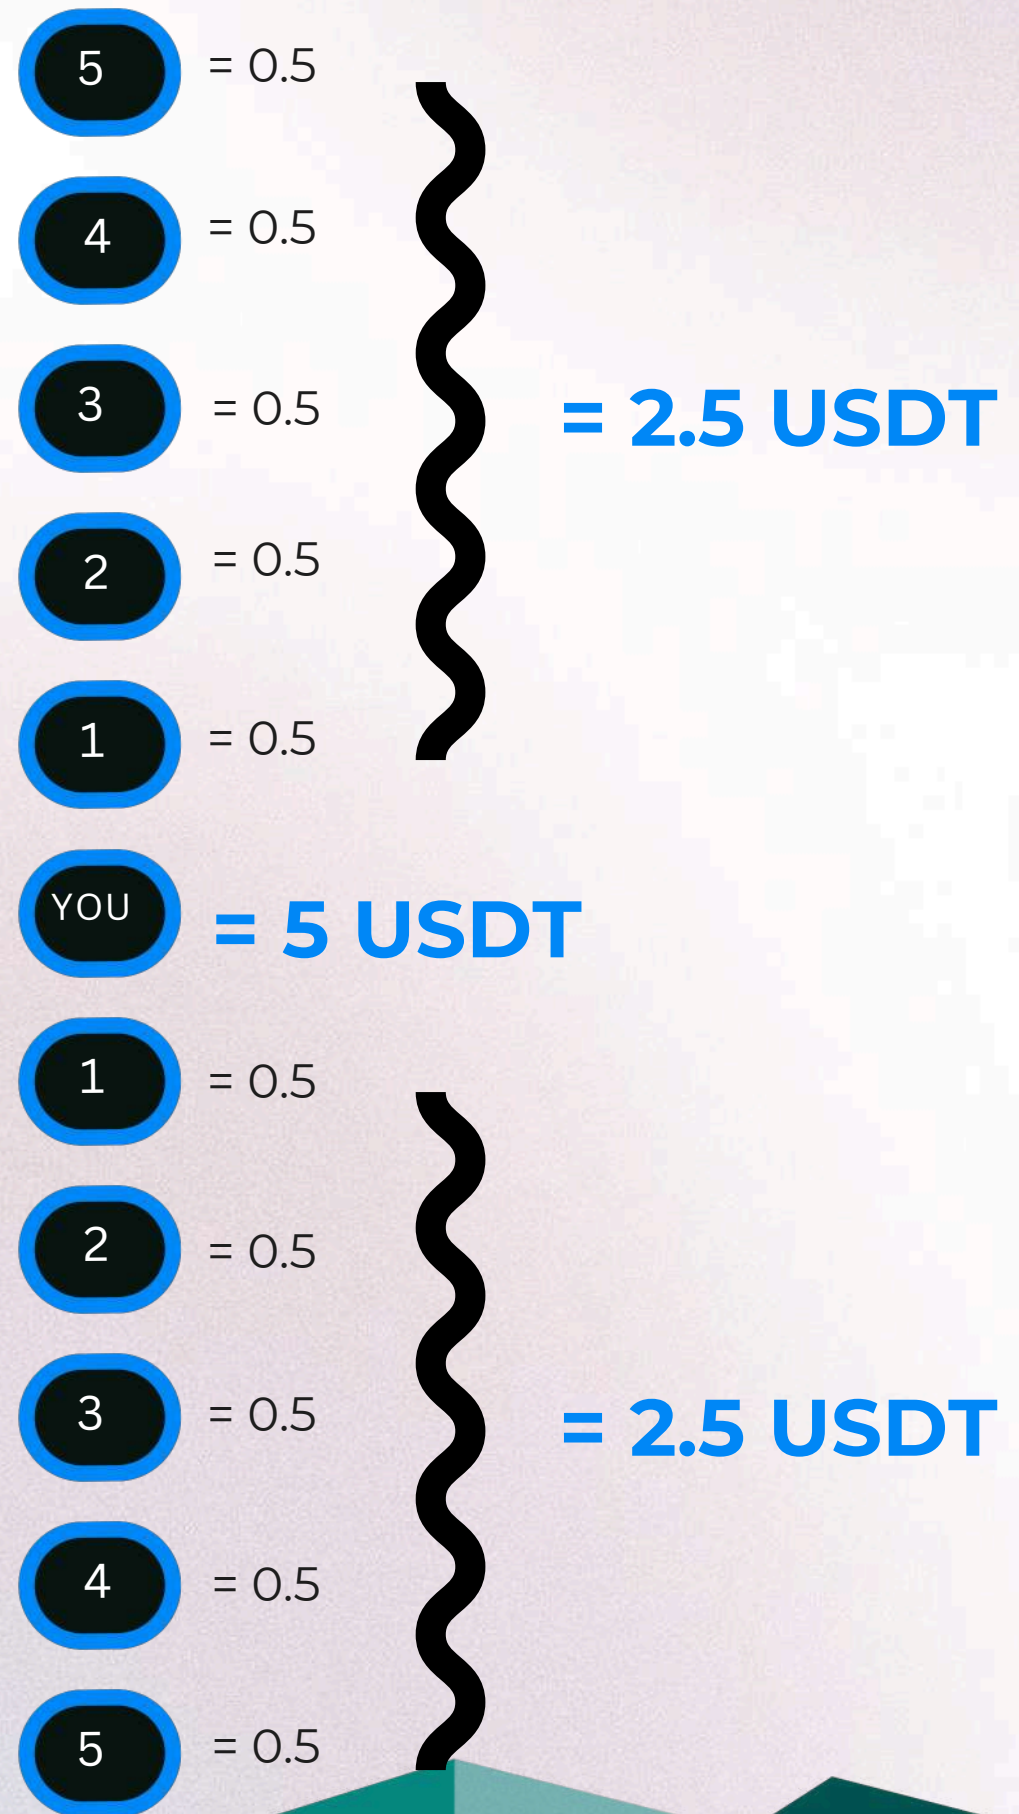 5 = 0.5
4 = 0.5
3 = 0.5
= 2.5 USDT
2 = 0.5
1 = 0.5
YOU = 5 USDT
1 = 0.5
2 = 0.5
3 = 0.5
= 2.5 USDT
4 = 0.5
5 = 0.5